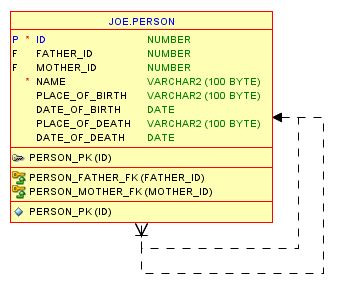 JOE.PERSON
P * ID NUMBER
F FATHER_ID NUMBER
F MOTHER_ID NUMBER
* NAME VARCHAR2 (100 BYTE)
PLACE_OF_BIRTH VARCHAR2 (100 BYTE)
DATE_OF_BIRTH DATE
PLACE_OF_DEATH VARCHAR2 (100 BYTE)
DATE_OF_DEATH DATE
PERSON_PK (ID)
PERSON_FATHER_FK (FATHER_ID)
PERSON_MOTHER_FK (MOTHER_ID)
PERSON_PK (ID)